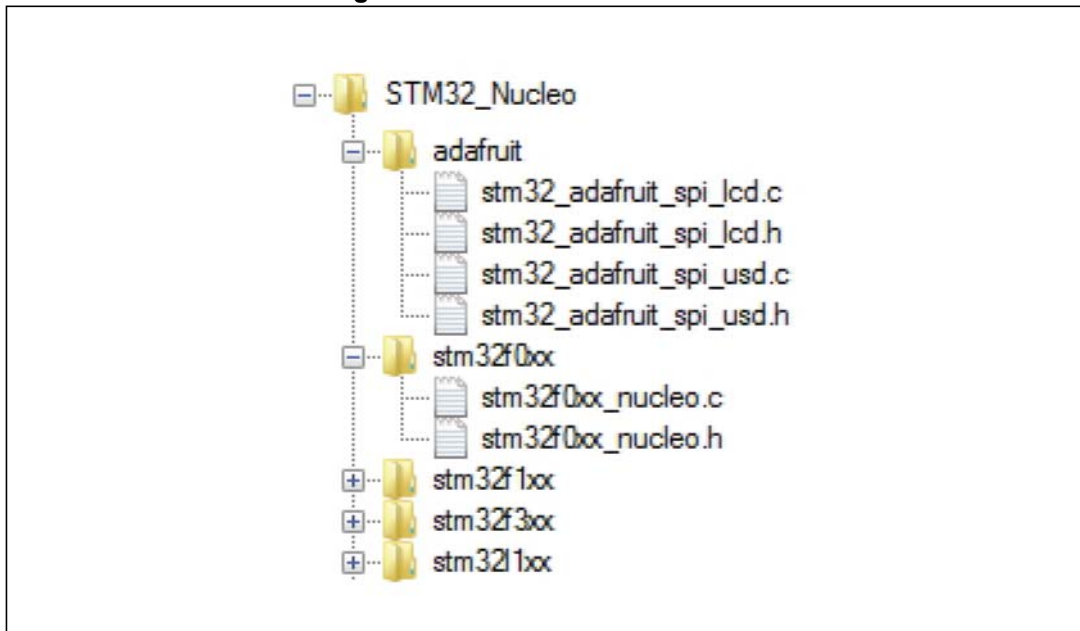 STM32_Nucleo
adafruit
stm32_adafruit_spi_lcd.c
stm32_adafruit_spi_lcd.h
stm32_adafruit_spi_usd.c
stm32_adafruit_spi_usd.h
stm32f0xx
stm32f0xx_nucleo.c
stm32f0xx_nucleo.h
stm32f1xx
stm32f3xx
stm32l1xx